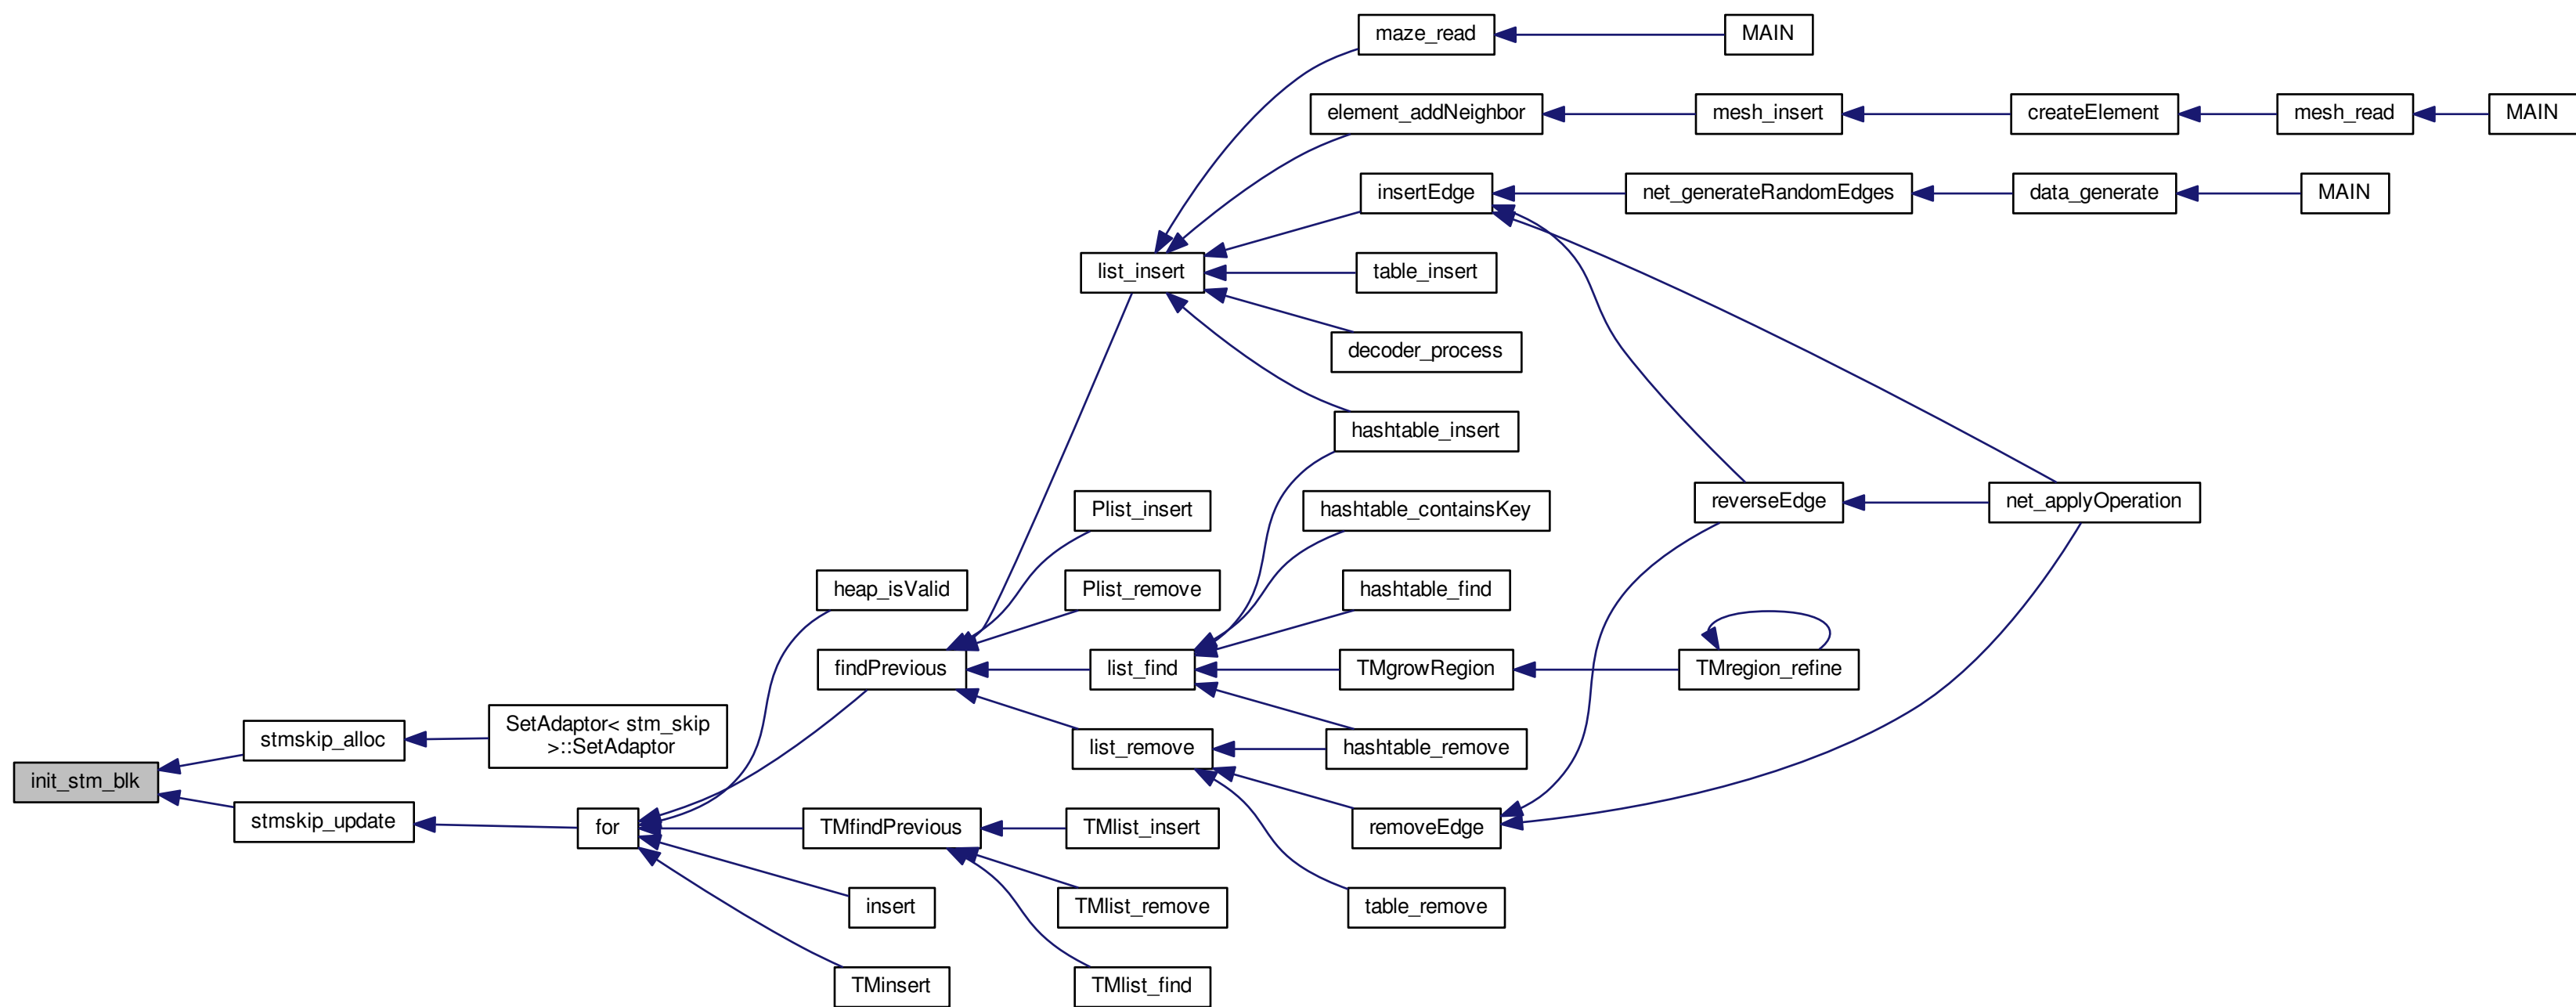 maze_read
MAIN
element_addNeighbor
mesh_insert
createElement
mesh_read
MAIN
insertEdge
net_generateRandomEdges
data_generate
MAIN
list_insert
table_insert
decoder_process
hashtable_insert
Plist_insert
hashtable_containsKey
reverseEdge
net_applyOperation
heap_isValid
Plist_remove
hashtable_find
findPrevious
list_find
TMgrowRegion
TMregion_refine
stmskip_alloc
SetAdaptor< stm_skip
>::SetAdaptor
list_remove
hashtable_remove
init_stm_blk
stmskip_update
for
TMfindPrevious
TMlist_insert
removeEdge
insert
TMlist_remove
table_remove
TMinsert
TMlist_find